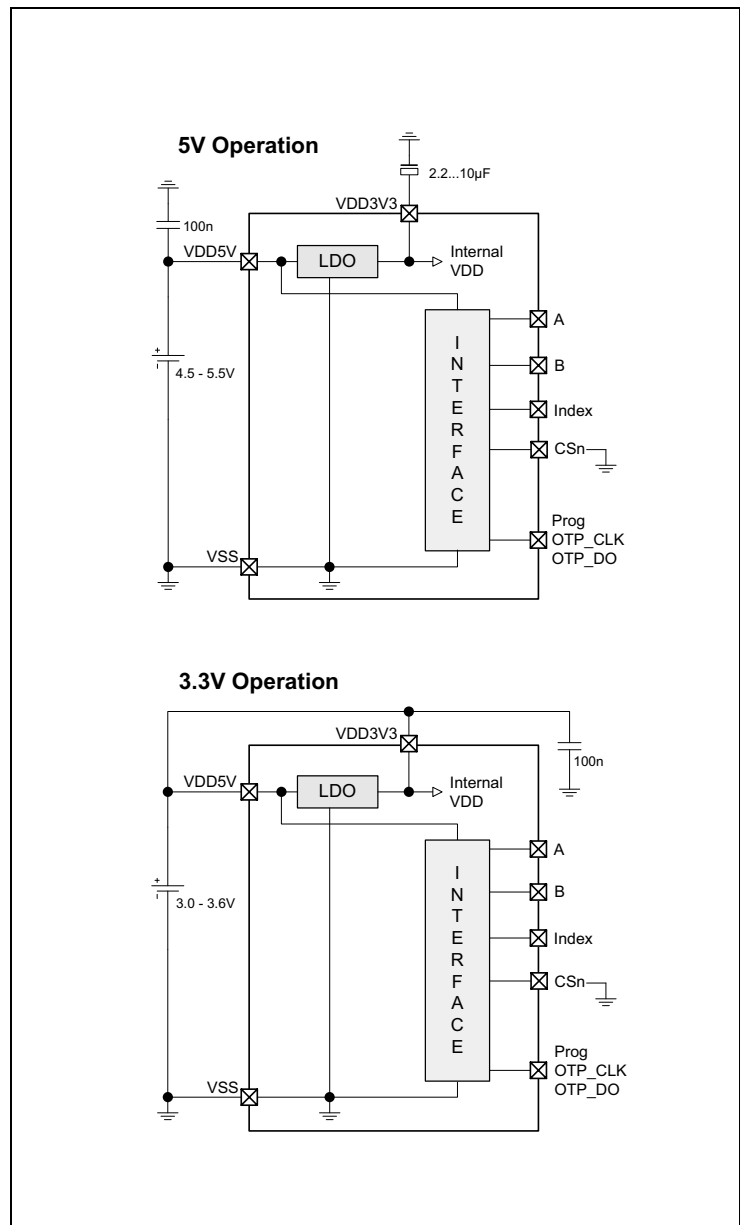 5V Operation
2.2...10µF
VDD3V3
100n
VDD5V
LDO
Internal
VDD
+
-
4.5 - 5.5V
I
N
T
E
R
F
A
C
E
A
B
Index
CSn
Prog
OTP_CLK
OTP_DO
VSS
3.3V Operation
VDD3V3
100n
VDD5V
LDO
Internal
VDD
+
-
3.0 - 3.6V
I
N
T
E
R
F
A
C
E
A
B
Index
CSn
Prog
OTP_CLK
OTP_DO
VSS